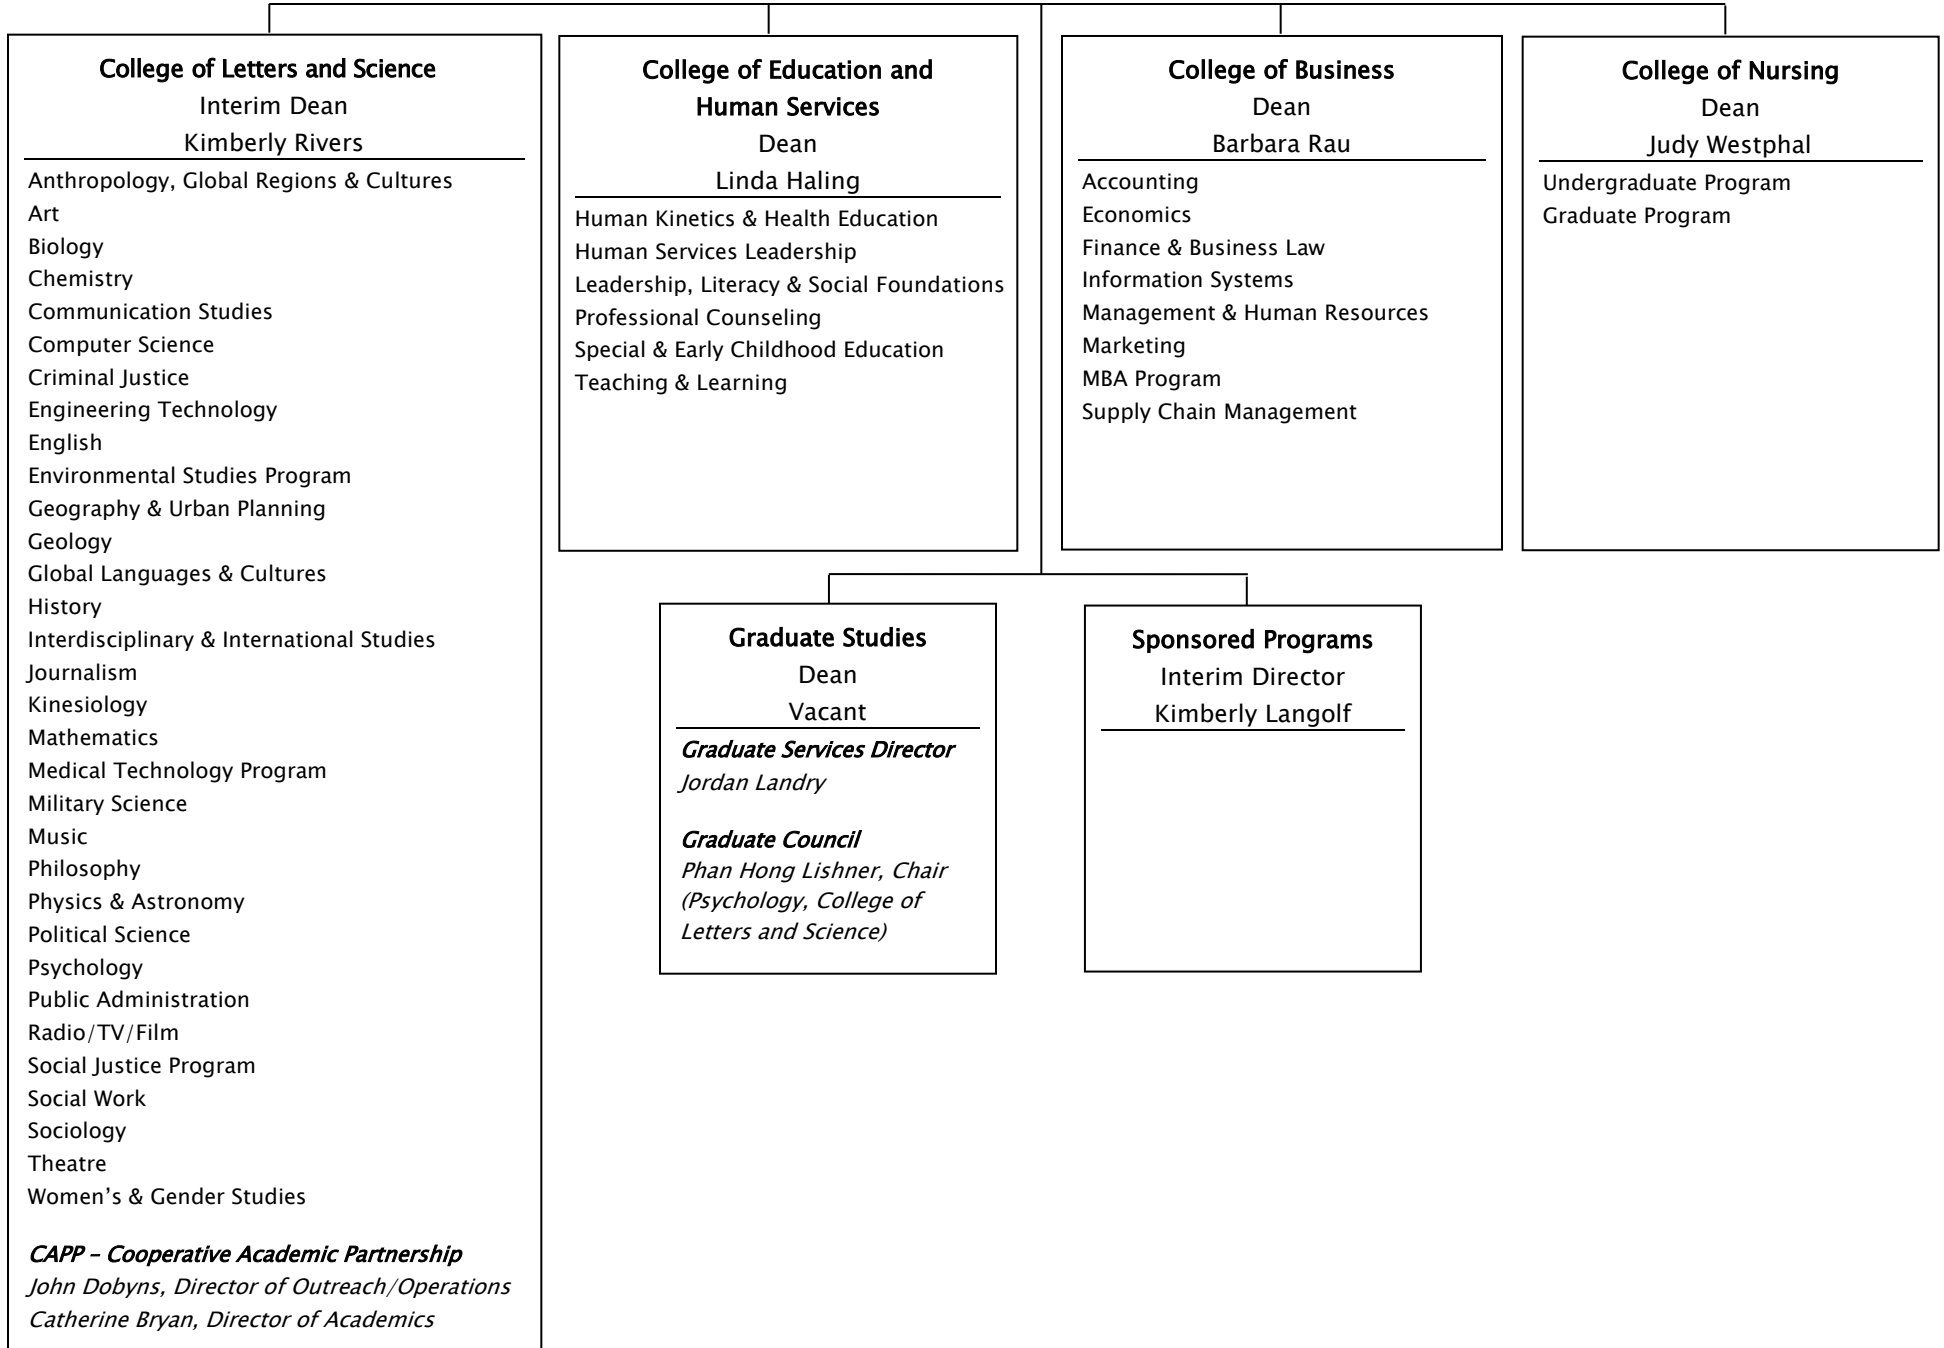 College of Letters and Science
Interim Dean
Kimberly Rivers
Anthropology, Global Regions & Cultures
Art
Biology
Chemistry
Communication Studies
Computer Science
Criminal Justice
Engineering Technology
English
Environmental Studies Program
Geography & Urban Planning
Geology
Global Languages & Cultures
History
Interdisciplinary & International Studies
Journalism
Kinesiology
Mathematics
Medical Technology Program
Military Science
Music
Philosophy
Physics & Astronomy
Political Science
Psychology
Public Administration
Radio/TV/Film
Social Justice Program
Social Work
Sociology
Theatre
Women’s & Gender Studies
CAPP – Cooperative Academic Partnership
John Dobyns, Director of Outreach/Operations
Catherine Bryan, Director of Academics
College of Education and
Human Services
Dean
Linda Haling
Human Kinetics & Health Education
Human Services Leadership
Leadership, Literacy & Social Foundations
Professional Counseling
Special & Early Childhood Education
Teaching & Learning
College of Business
Dean
Barbara Rau
Accounting
Economics
Finance & Business Law
Information Systems
Management & Human Resources
Marketing
MBA Program
Supply Chain Management
College of Nursing
Dean
Judy Westphal
Undergraduate Program
Graduate Program
Graduate Studies
Dean
Vacant
Graduate Services Director
Jordan Landry
Graduate Council
Phan Hong Lishner, Chair
(Psychology, College of
Letters and Science)
Sponsored Programs
Interim Director
Kimberly Langolf